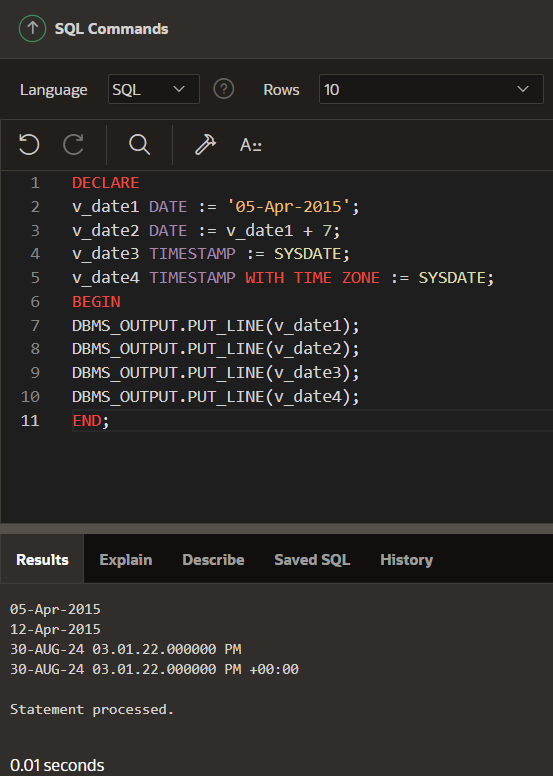 SQL Commands
Language SQL ? Rows 10
A::
1 DECLARE
2 v_date1 DATE := '05-Apr-2015';
3 v_date2 DATE := v_date1 + 7;
4 v_date3 TIMESTAMP := SYSDATE;
5 v_date4 TIMESTAMP WITH TIME ZONE := SYSDATE;
6 BEGIN
7 DBMS_OUTPUT.PUT_LINE(v_date1);
8 DBMS_OUTPUT.PUT_LINE(v_date2);
9 DBMS_OUTPUT.PUT_LINE(v_date3);
10 DBMS_OUTPUT.PUT_LINE(v_date4);
11 END;
Results Explain Describe Saved SQL History
05-Apr-2015
12-Apr-2015
30-AUG-24 03.01.22.000000 PM
30-AUG-24 03.01.22.000000 PM +00:00
Statement processed.
0.01 seconds